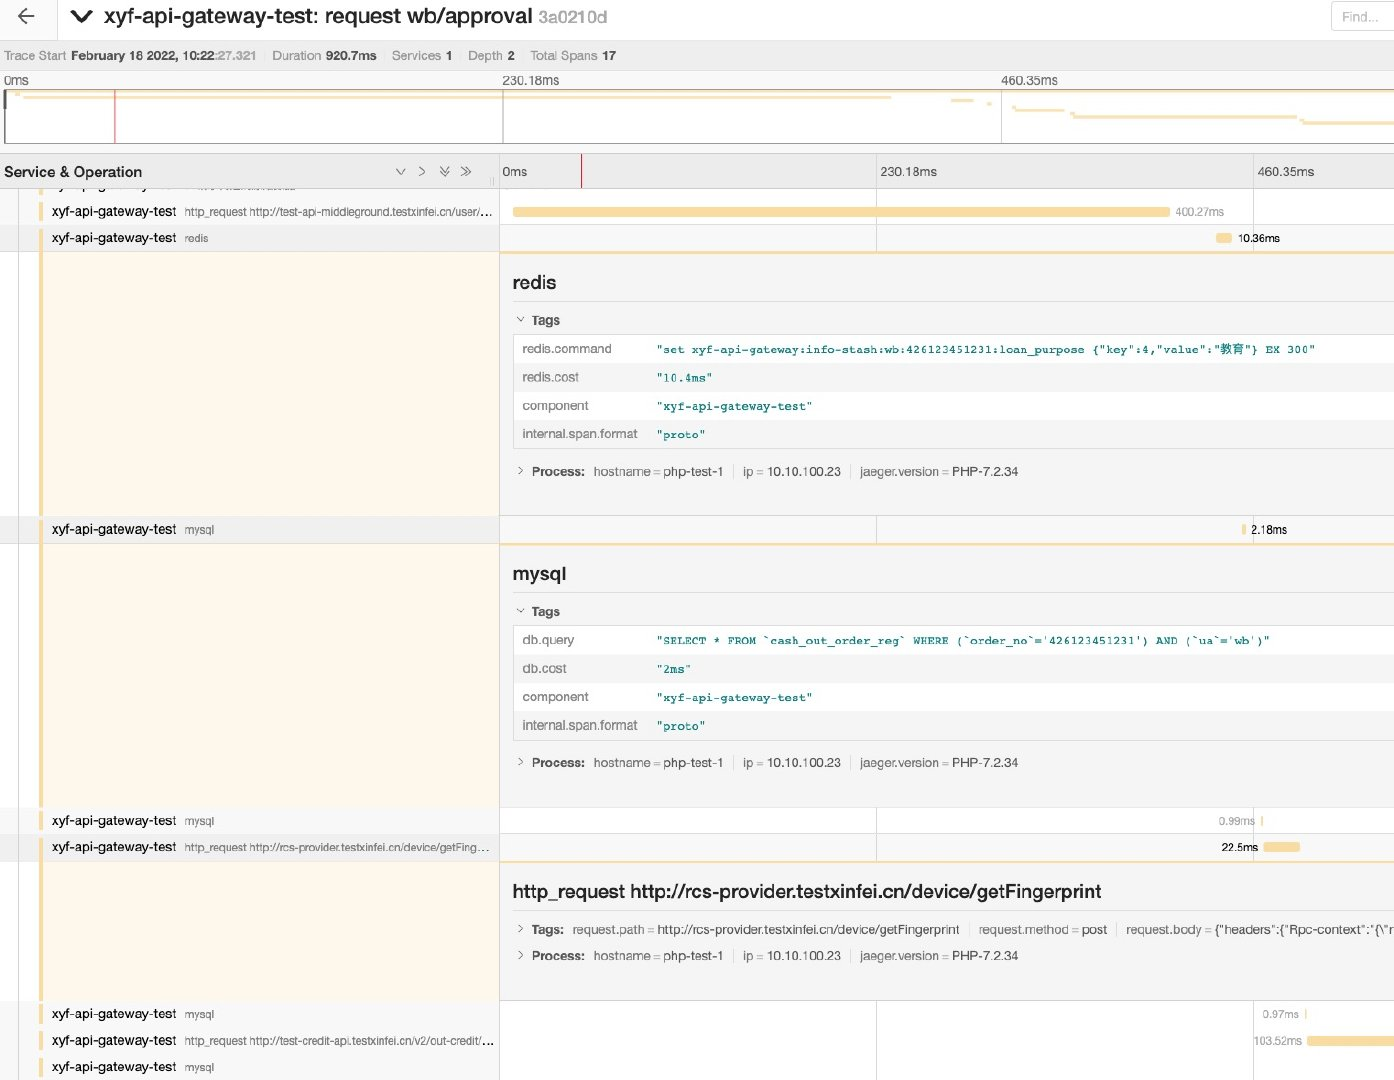 xyf-api-gateway-test: request wb/approval 3a0210d
Find...
Trace Start February 18 2022, 10:22:27.321 Duration 920.7ms Services 1 Depth 2 Total Spans 17
0ms 230.18ms 460.35ms
Service & Operation 0ms 230.18ms 460.35ms
xyf-api-gateway-test http_request http://test-api-middleground.testxinfei.cn/user/... 400.27ms
xyf-api-gateway-test redis 10.36ms
redis
Tags
redis.command "set xyf-api-gateway:info-stash:wb:426123451231:loan_purpose {"key":4,"value":"教育"} EX 300"
redis.cost "10.4ms"
component "xyf-api-gateway-test"
internal.span.format "proto"
Process: hostname = php-test-1 ip = 10.10.100.23 jaeger.version = PHP-7.2.34
xyf-api-gateway-test mysql 2.18ms
mysql
Tags
db.query "SELECT * FROM `cash_out_order_reg` WHERE (`order_no`='426123451231') AND (`ua`='wb')"
db.cost "2ms"
component "xyf-api-gateway-test"
internal.span.format "proto"
Process: hostname = php-test-1 ip = 10.10.100.23 jaeger.version = PHP-7.2.34
xyf-api-gateway-test mysql 0.99ms
xyf-api-gateway-test http_request http://rcs-provider.testxinfei.cn/device/getFing... 22.5ms
http_request http://rcs-provider.testxinfei.cn/device/getFingerprint
Tags: request.path = http://rcs-provider.testxinfei.cn/device/getFingerprint request.method = post request.body = {"headers":{"Rpc-context":"{\"r
Process: hostname = php-test-1 ip = 10.10.100.23 jaeger.version = PHP-7.2.34
xyf-api-gateway-test mysql 0.97ms
xyf-api-gateway-test http_request http://test-credit-api.testxinfei.cn/v2/out-credit/... 103.52ms
xyf-api-gateway-test mysql